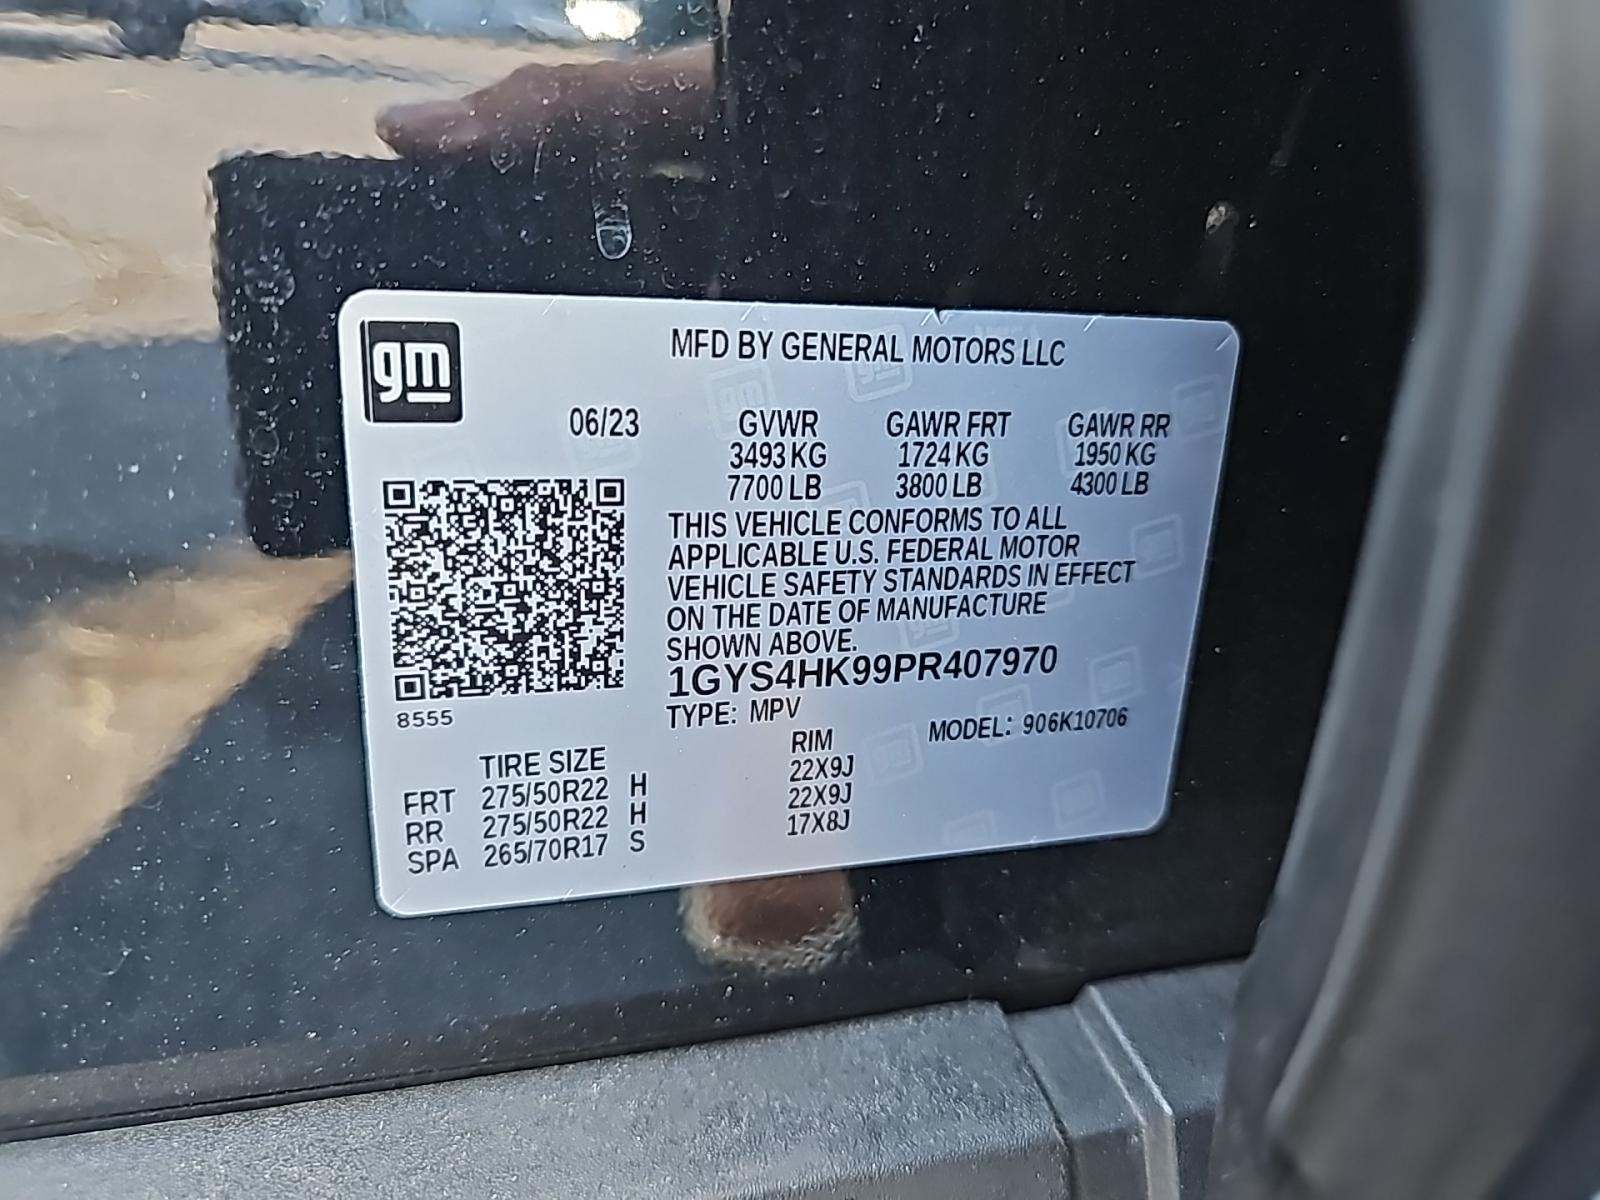 gm
MFD BY GENERAL MOTORS LLC
06/23 GVWR GAWR FRT GAWR RR
3493 KG 1724 KG 1950 KG
7700 LB 3800 LB 4300 LB
THIS VEHICLE CONFORMS TO ALL
APPLICABLE U.S. FEDERAL MOTOR
VEHICLE SAFETY STANDARDS IN EFFECT
ON THE DATE OF MANUFACTURE
SHOWN ABOVE.
1GYS4HK99PR407970
8555
TYPE: MPV MODEL: 906K10706
TIRE SIZE RIM
FRT 275/50R22 H 22X9J
RR 275/50R22 H 22X9J
SPA 265/70R17 S 17X8J